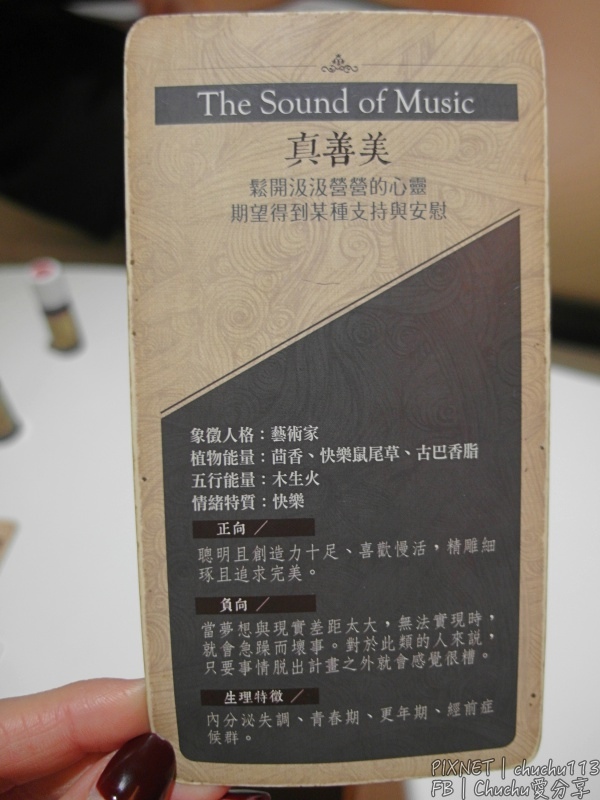 The Sound of Music
真善美
鬆開汲汲營營的心靈
期望得到某種支持與安慰
象徵人格：藝術家
植物能量：茴香、快樂鼠尾草、古巴香脂
五行能量：木生火
情緒特質：快樂
正向／
聰明且創造力十足、喜歡慢活，精雕細
琢且追求完美。
負向／
當夢想與現實差距太大，無法實現時，
就會急躁而壞事。對於此類的人來說，
只要事情脫出計畫之外就會感覺很糟。
生理特徵／
內分泌失調、青春期、更年期、經前症
候群。
PIXNET | chuchu113
FB | Chuchu愛分享